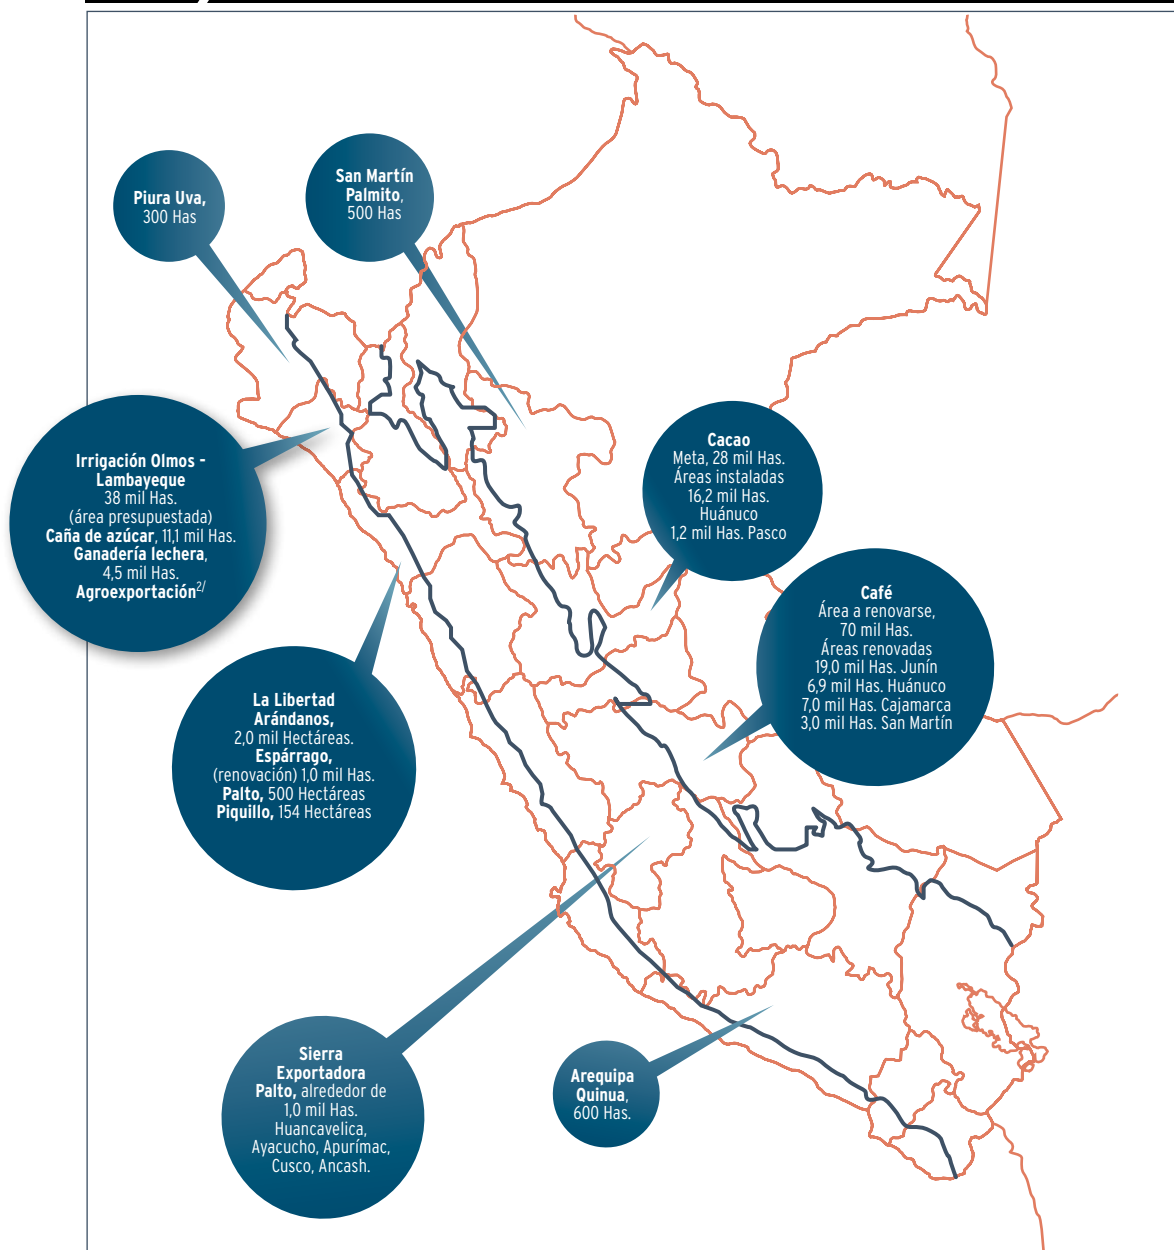 Piura Uva,
300 Has
San Martín
Palmito,
500 Has
Irrigación Olmos -
Lambayeque
38 mil Has.
(área presupuestada)
Caña de azúcar, 11,1 mil Has.
Ganadería lechera,
4,5 mil Has.
Agroexportación2/
Cacao
Meta, 28 mil Has.
Áreas instaladas
16,2 mil Has.
Huánuco
1,2 mil Has. Pasco
Café
Área a renovarse,
70 mil Has.
Áreas renovadas
19,0 mil Has. Junín
6,9 mil Has. Huánuco
7,0 mil Has. Cajamarca
3,0 mil Has. San Martín
La Libertad
Arándanos,
2,0 mil Hectáreas.
Espárrago,
(renovación) 1,0 mil Has.
Palto, 500 Hectáreas
Piquillo, 154 Hectáreas
Sierra
Exportadora
Palto, alrededor de
1,0 mil Has.
Huancavelica,
Ayacucho, Apurímac,
Cusco, Ancash.
Arequipa
Quinua,
600 Has.